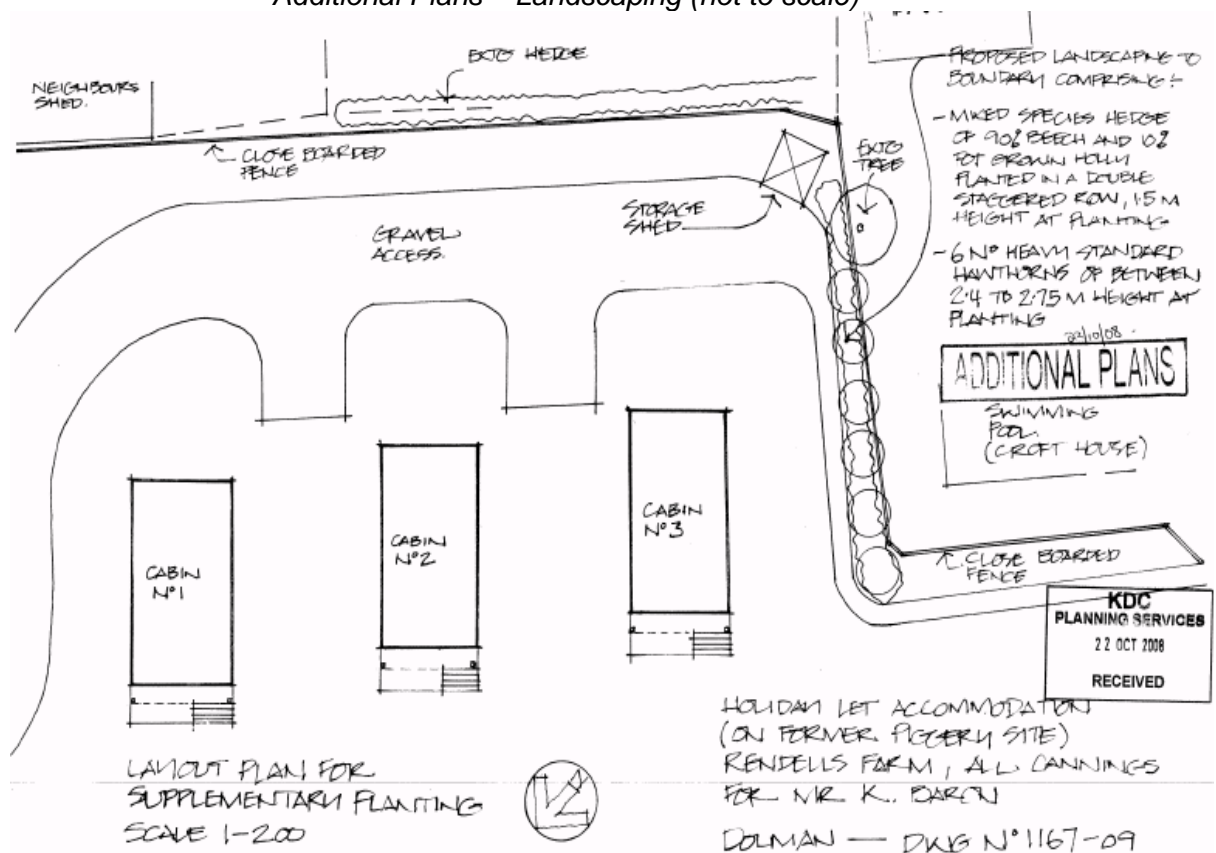 Additional Plans – Landscaping (not to scale)
EXTG HEDGE
NEIGHBOURS
SHED.
CLOSE BOARDED
FENCE
GRAVEL
ACCESS.
STORAGE
SHED
EXTG
TREE
PROPOSED LANDSCAPING TO
BOUNDARY COMPRISING :-
- MIXED SPECIES HEDGE
OF 90% BEECH AND 10%
POT GROWN HOLLY
PLANTED IN A DOUBLE
STAGGERED ROW, 1.5 M
HEIGHT AT PLANTING
- 6 Nº HEAVY STANDARD
HAWTHORNS OF BETWEEN
2.4 TO 2.75 M HEIGHT AT
PLANTING
22/10/08.
ADDITIONAL PLANS
SWIMMING
POOL.
(CROFT HOUSE)
CABIN
Nº1
CABIN
Nº2
CABIN
Nº3
CLOSE BOARDED
FENCE
KDC
PLANNING SERVICES
22 OCT 2008
RECEIVED
LAYOUT PLAN FOR
SUPPLEMENTARY PLANTING
SCALE 1-200
HOLIDAY LET ACCOMMODATION
(ON FORMER PIGGERY SITE)
RENDELLS FARM, ALL CANNINGS
FOR MR K. BARON
DOLMAN — DWG Nº 1167-09